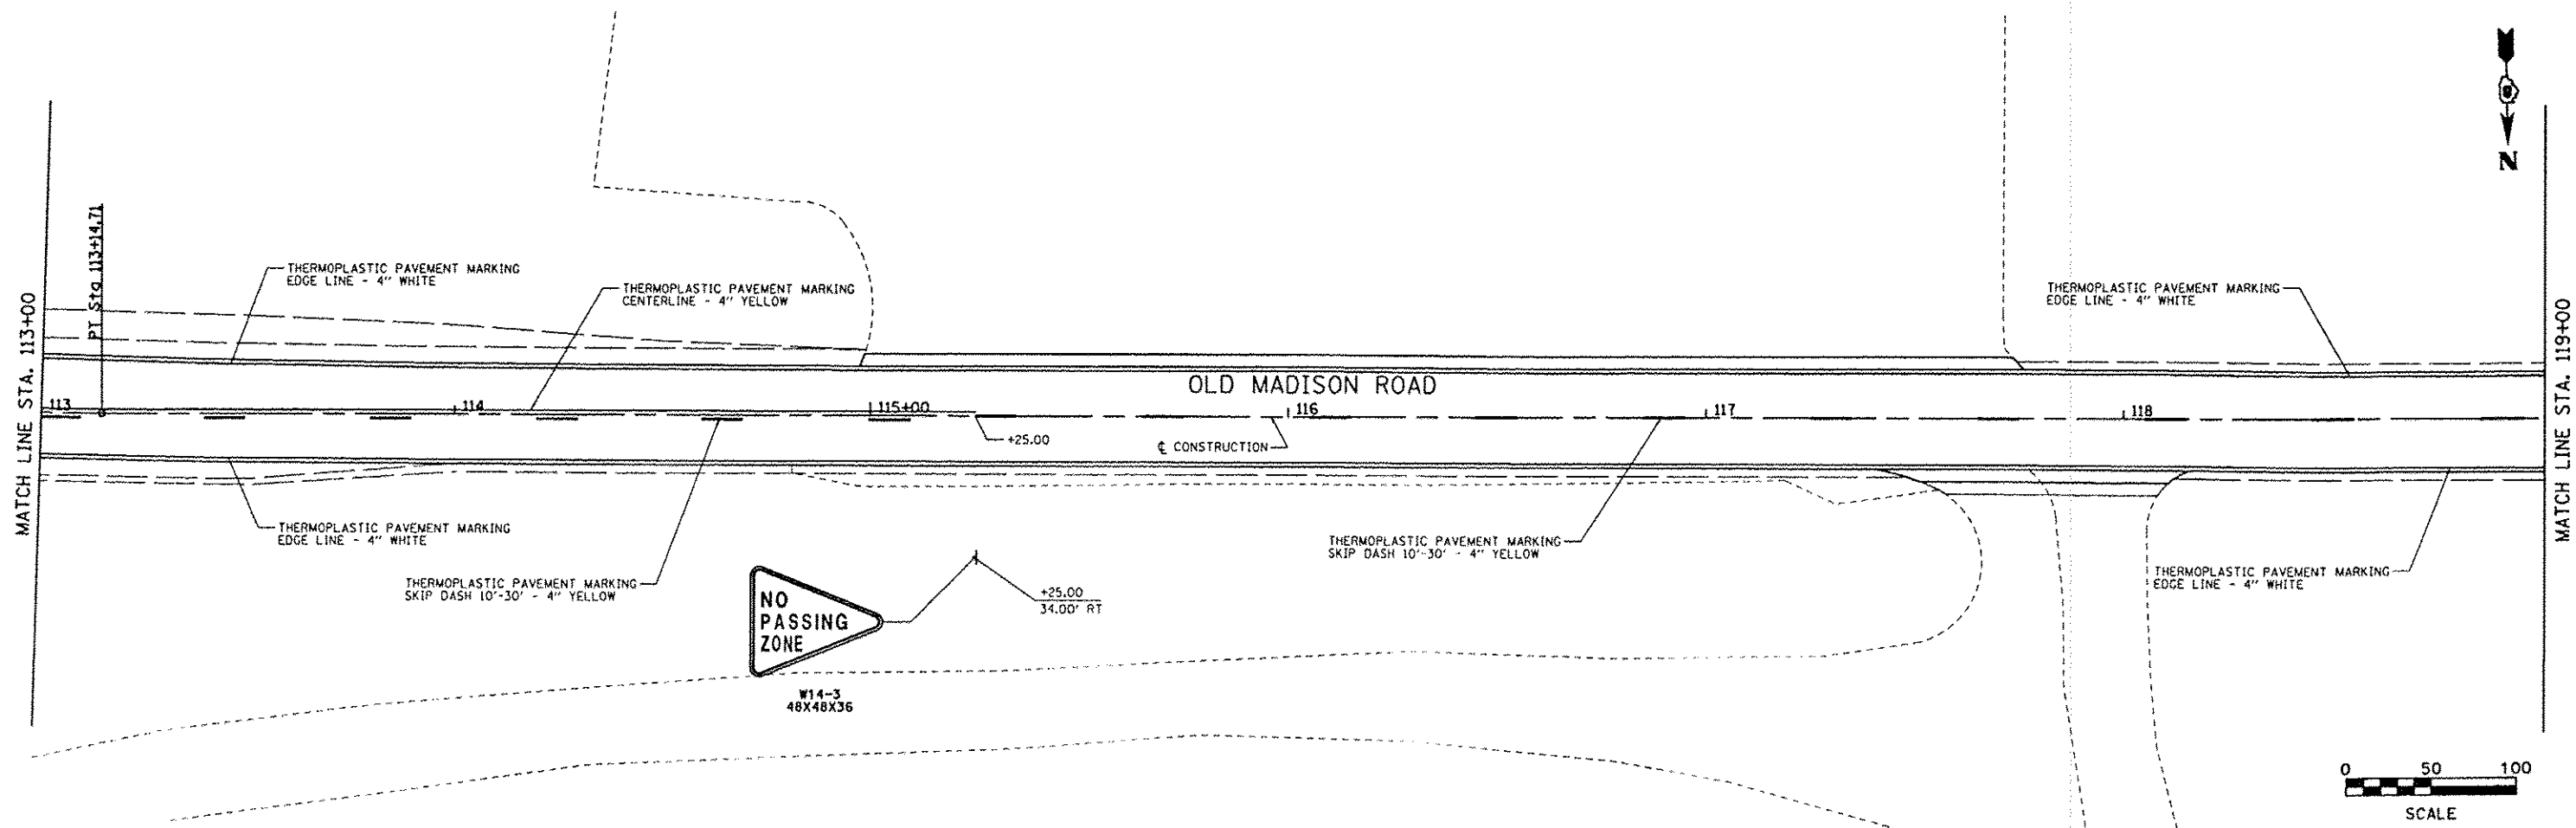 N
MATCH LINE STA. 113+00
PT Sta 113+14.71
THERMOPLASTIC PAVEMENT MARKING
EDGE LINE - 4" WHITE
THERMOPLASTIC PAVEMENT MARKING
CENTERLINE - 4" YELLOW
THERMOPLASTIC PAVEMENT MARKING
EDGE LINE - 4" WHITE
MATCH LINE STA. 119+00
OLD MADISON ROAD
113
114
115+00
116
117
118
+25.00
℄ CONSTRUCTION
THERMOPLASTIC PAVEMENT MARKING
EDGE LINE - 4" WHITE
THERMOPLASTIC PAVEMENT MARKING
SKIP DASH 10'-30' - 4" YELLOW
THERMOPLASTIC PAVEMENT MARKING
SKIP DASH 10'-30' - 4" YELLOW
THERMOPLASTIC PAVEMENT MARKING
EDGE LINE - 4" WHITE
NO
PASSING
ZONE
+25.00
34.00' RT
W14-3
48X48X36
0 50 100
SCALE